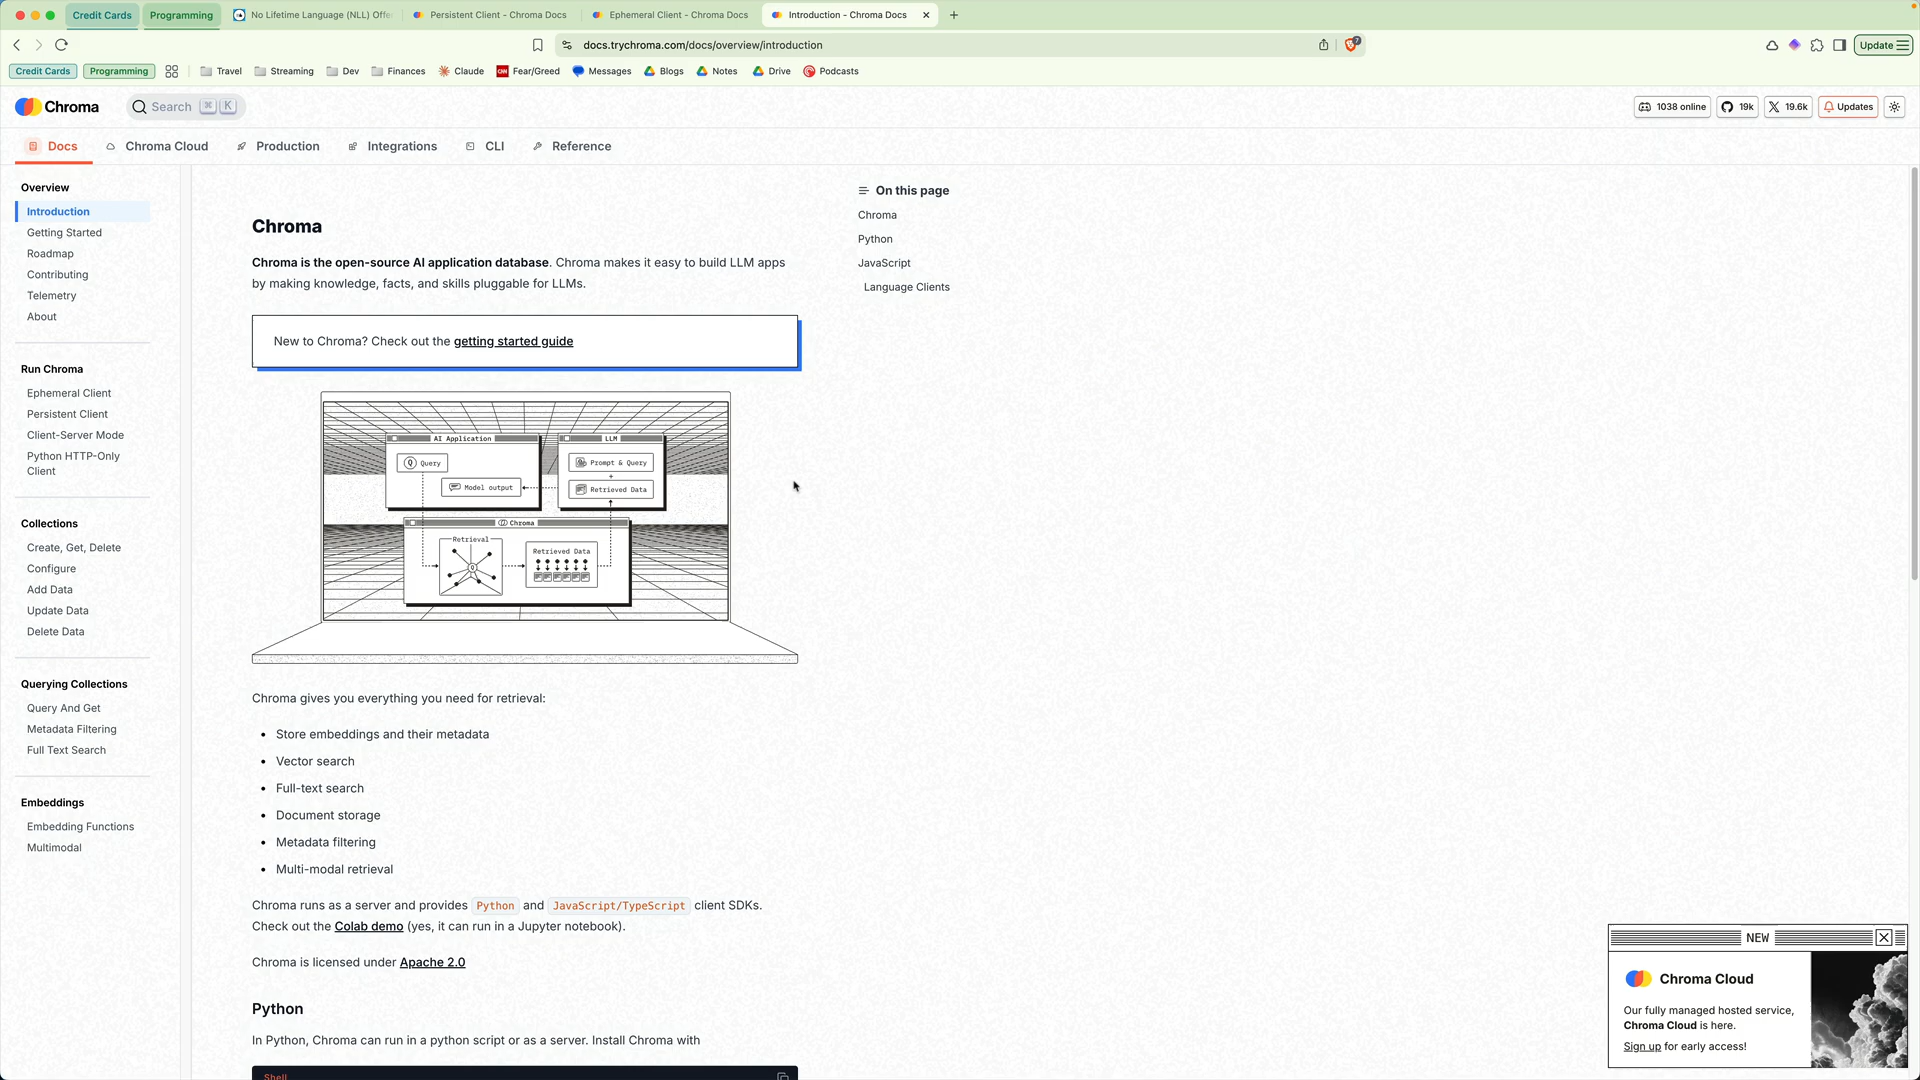 Credit Cards
Programming
No Lifetime Language (NLL) Offe
Persistent Client - Chroma Docs
Ephemeral Client - Chroma Docs
Introduction - Chroma Docs
docs.trychroma.com/docs/overview/introduction
7
Update
Credit Cards
Programming
Travel
Streaming
Dev
Finances
Claude
Fear/Greed
Messages
Blogs
Notes
Drive
Podcasts
Chroma
Search ⌘ K
1038 online
19k
19.6k
Updates
Docs
Chroma Cloud
Production
Integrations
CLI
Reference
Overview
Introduction
Getting Started
Roadmap
Contributing
Telemetry
About
Run Chroma
Ephemeral Client
Persistent Client
Client-Server Mode
Python HTTP-Only
Client
Collections
Create, Get, Delete
Configure
Add Data
Update Data
Delete Data
Querying Collections
Query And Get
Metadata Filtering
Full Text Search
Embeddings
Embedding Functions
Multimodal
Chroma
Chroma is the open-source AI application database. Chroma makes it easy to build LLM apps
by making knowledge, facts, and skills pluggable for LLMs.
New to Chroma? Check out the getting started guide
AI Application
Q Query
Model output
LLM
Prompt & Query
+
Retrieved Data
Chroma
Retrieval
Q
Retrieved Data
Chroma gives you everything you need for retrieval:
• Store embeddings and their metadata
• Vector search
• Full-text search
• Document storage
• Metadata filtering
• Multi-modal retrieval
Chroma runs as a server and provides Python and JavaScript/TypeScript client SDKs.
Check out the Colab demo (yes, it can run in a Jupyter notebook).
Chroma is licensed under Apache 2.0
Python
In Python, Chroma can run in a python script or as a server. Install Chroma with
Shell
On this page
Chroma
Python
JavaScript
Language Clients
NEW
Chroma Cloud
Our fully managed hosted service,
Chroma Cloud is here.
Sign up for early access!